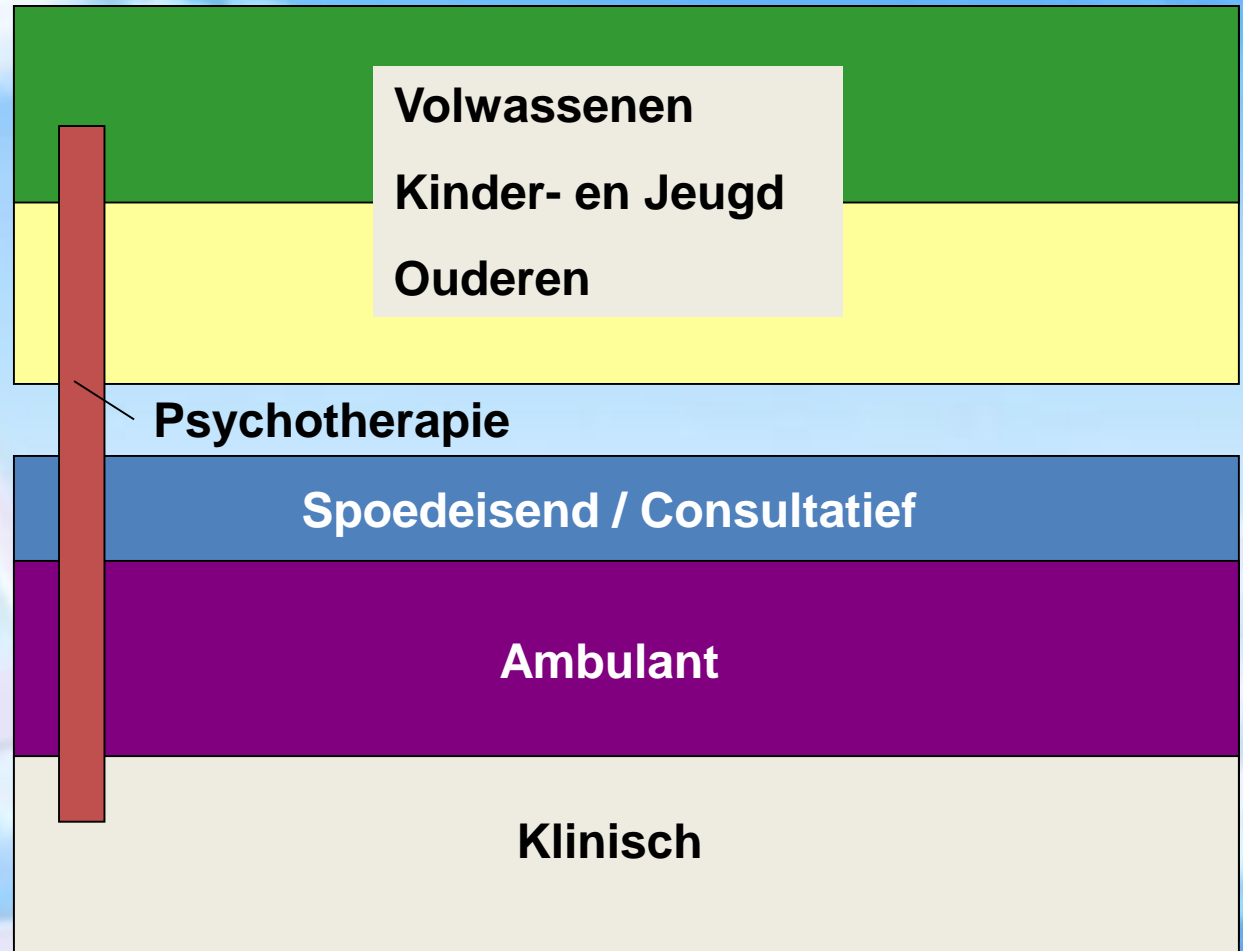 Volwassenen
Kinder- en Jeugd
Ouderen
Psychotherapie
Spoedeisend / Consultatief
Ambulant
Klinisch